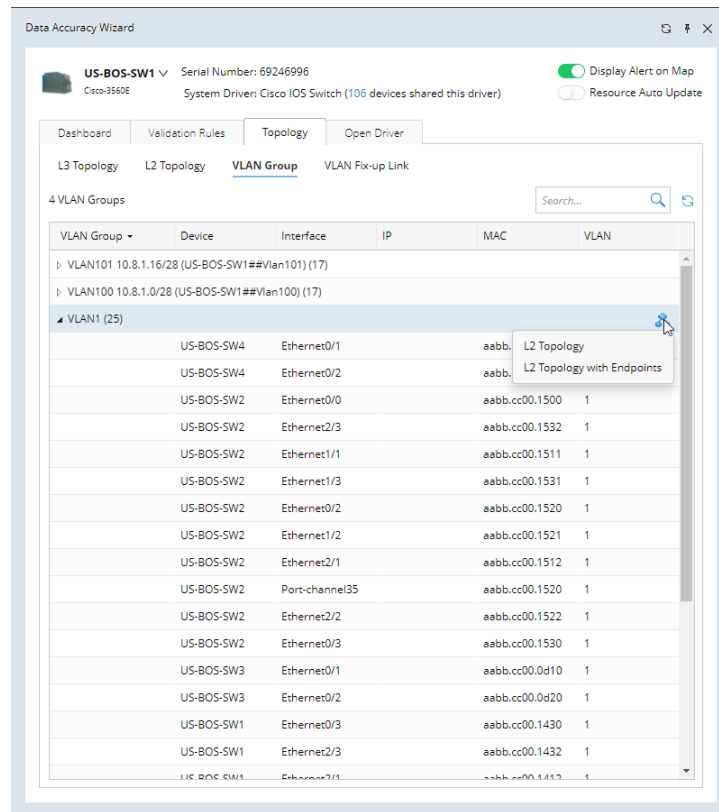 Data Accuracy Wizard
US-BOS-SW1 Serial Number: 69246996 Display Alert on Map
Cisco-3560E System Driver: Cisco IOS Switch (106 devices shared this driver) Resource Auto Update
Dashboard Validation Rules Topology Open Driver
L3 Topology L2 Topology VLAN Group VLAN Fix-up Link
4 VLAN Groups Search...
VLAN Group Device Interface IP MAC VLAN
VLAN101 10.8.1.16/28 (US-BOS-SW1##Vlan101) (17)
VLAN100 10.8.1.0/28 (US-BOS-SW1##Vlan100) (17)
VLAN1 (25)
US-BOS-SW4 Ethernet0/1 aabb. L2 Topology
US-BOS-SW4 Ethernet0/2 aabb. L2 Topology with Endpoints
US-BOS-SW2 Ethernet0/0 aabb.cc00.1500 1
US-BOS-SW2 Ethernet2/3 aabb.cc00.1532 1
US-BOS-SW2 Ethernet1/1 aabb.cc00.1511 1
US-BOS-SW2 Ethernet1/3 aabb.cc00.1531 1
US-BOS-SW2 Ethernet0/2 aabb.cc00.1520 1
US-BOS-SW2 Ethernet1/2 aabb.cc00.1521 1
US-BOS-SW2 Ethernet2/1 aabb.cc00.1512 1
US-BOS-SW2 Port-channel35 aabb.cc00.1520 1
US-BOS-SW2 Ethernet2/2 aabb.cc00.1522 1
US-BOS-SW2 Ethernet0/3 aabb.cc00.1530 1
US-BOS-SW3 Ethernet0/1 aabb.cc00.0d10 1
US-BOS-SW3 Ethernet0/2 aabb.cc00.0d20 1
US-BOS-SW1 Ethernet0/3 aabb.cc00.1430 1
US-BOS-SW1 Ethernet2/3 aabb.cc00.1432 1
US-BOS-SW1 Ethernet2/1 aabb.cc00.1412 1